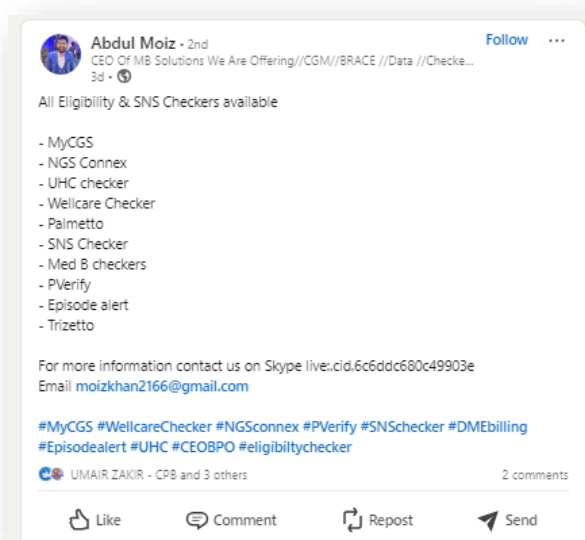 Abdul Moiz • 2nd
Follow ...
CEO Of MB Solutions We Are Offering//CGM//BRACE //Data //Checke...
3d •
All Eligibility & SNS Checkers available
- MyCGS
- NGS Connex
- UHC checker
- Wellcare Checker
- Palmetto
- SNS Checker
- Med B checkers
- PVerify
- Episode alert
- Trizetto
For more information contact us on Skype live:.cid.6c6ddc680c49903e
Email moizkhan2166@gmail.com
#MyCGS #WellcareChecker #NGSconnex #PVerify #SNSchecker #DMEbilling
#Episodealert #UHC #CEOBPO #eligibiltychecker
UMAIR ZAKIR - CPB and 3 others
2 comments
Like
Comment
Repost
Send